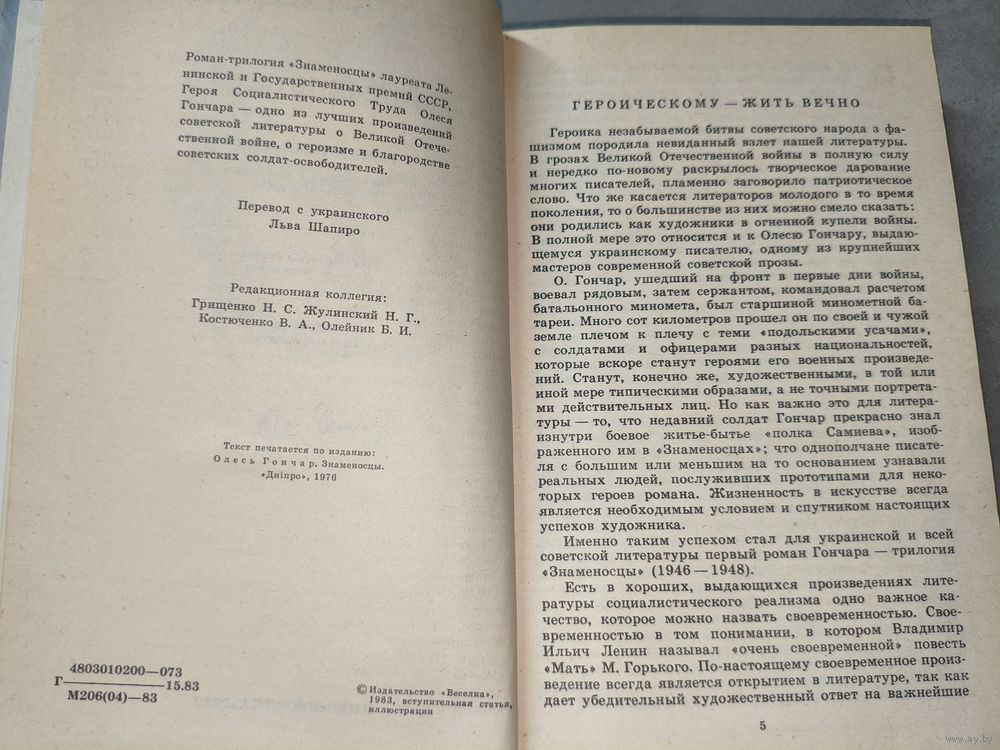 Роман-трилогия «Знаменосцы» лауреата Ле-
нинской и Государственных премий СССР,
Героя Социалистического Труда Олеся
Гончара — одно из лучших произведений
советской литературы о Великой Отече-
ственной войне, о героизме и благородстве
советских солдат-освободителей.
Перевод с украинского
Льва Шапиро
Редакционная коллегия:
Грищенко Н. С. Жулинский Н. Г.,
Костюченко В. А., Олейник Б. И.
Текст печатается по изданию:
Олесь Гончар. Знаменосцы.
«Дніпро», 1976
4803010200—073
Г 15.83
М206(04)—83
© Издательство «Веселка»,
1983, вступительная статья,
иллюстрации
ГЕРОИЧЕСКОМУ — ЖИТЬ ВЕЧНО
Героика незабываемой битвы советского народа з фа-
шизмом породила невиданный взлет нашей литературы.
В грозах Великой Отечественной войны в полную силу
и нередко по-новому раскрылось творческое дарование
многих писателей, пламенно заговорило патриотическое
слово. Что же касается литераторов молодого в то время
поколения, то о большинстве из них можно смело сказать:
они родились как художники в огненной купели войны.
В полной мере это относится и к Олесю Гончару, выдаю-
щемуся украинскому писателю, одному из крупнейших
мастеров современной советской прозы.
О. Гончар, ушедший на фронт в первые дни войны,
воевал рядовым, затем сержантом, командовал расчетом
батальонного миномета, был старшиной минометной ба-
тареи. Много сот километров прошел он по своей и чужой
земле плечом к плечу с теми «подольскими усачами»,
с солдатами и офицерами разных национальностей,
которые вскоре станут героями его военных произведе-
ний. Станут, конечно же, художественными, в той или
иной мере типическими образами, а не точными портрета-
ми действительных лиц. Но как важно это для литера-
туры — то, что недавний солдат Гончар прекрасно знал
изнутри боевое житье-бытье «полка Самиева», изоб-
раженного им в «Знаменосцах»; что однополчане писате-
ля с большим или меньшим на то основанием узнавали
реальных людей, послуживших прототипами для неко-
торых героев романа. Жизненность в искусстве всегда
является необходимым условием и спутником настоящих
успехов художника.
Именно таким успехом стал для украинской и всей
советской литературы первый роман Гончара — трилогия
«Знаменосцы» (1946 — 1948).
Есть в хороших, выдающихся произведениях лите-
ратуры социалистического реализма одно важное ка-
чество, которое можно назвать своевременностью. Свое-
временностью в том понимании, в котором Владимир
Ильич Ленин называл «очень своевременной» повесть
«Мать» М. Горького. По-настоящему своевременное произ-
ведение всегда является открытием в литературе, так как
дает убедительный художественный ответ на важнейшие
5
www.ay.by